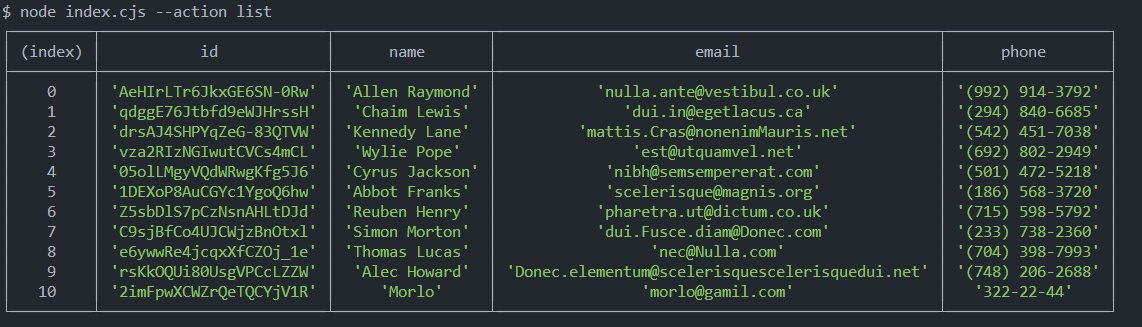 $ node index.cjs --action list
(index) id name email phone
0 'AeHIrLTr6JkxGE6SN-0Rw' 'Allen Raymond' 'nulla.ante@vestibul.co.uk' '(992) 914-3792'
1 'qdggE76Jtbfd9eWJHrssH' 'Chaim Lewis' 'dui.in@egetlacus.ca' '(294) 840-6685'
2 'drsAJ4SHPYqZeG-83QTVW' 'Kennedy Lane' 'mattis.Cras@nonenimMauris.net' '(542) 451-7038'
3 'vza2RIzNGIwutCVCs4mCL' 'Wylie Pope' 'est@utquamvel.net' '(692) 802-2949'
4 '05olLMgyVQdWRwgKfg5J6' 'Cyrus Jackson' 'nibh@semsempererat.com' '(501) 472-5218'
5 '1DEXoP8AuCGYc1YgoQ6hw' 'Abbot Franks' 'scelerisque@magnis.org' '(186) 568-3720'
6 'Z5sbDlS7pCzNsnAHLtDJd' 'Reuben Henry' 'pharetra.ut@dictum.co.uk' '(715) 598-5792'
7 'C9sjBfCo4UJCWjzBnOtxl' 'Simon Morton' 'dui.Fusce.diam@Donec.com' '(233) 738-2360'
8 'e6ywwRe4jcqxXfCZOj_1e' 'Thomas Lucas' 'nec@Nulla.com' '(704) 398-7993'
9 'rsKkOQUi80UsgVPCcLZZW' 'Alec Howard' 'Donec.elementum@scelerisquescelerisquedui.net' '(748) 206-2688'
10 '2imFpwXCWZrQeTQCYjV1R' 'Morlo' 'morlo@gamil.com' '322-22-44'